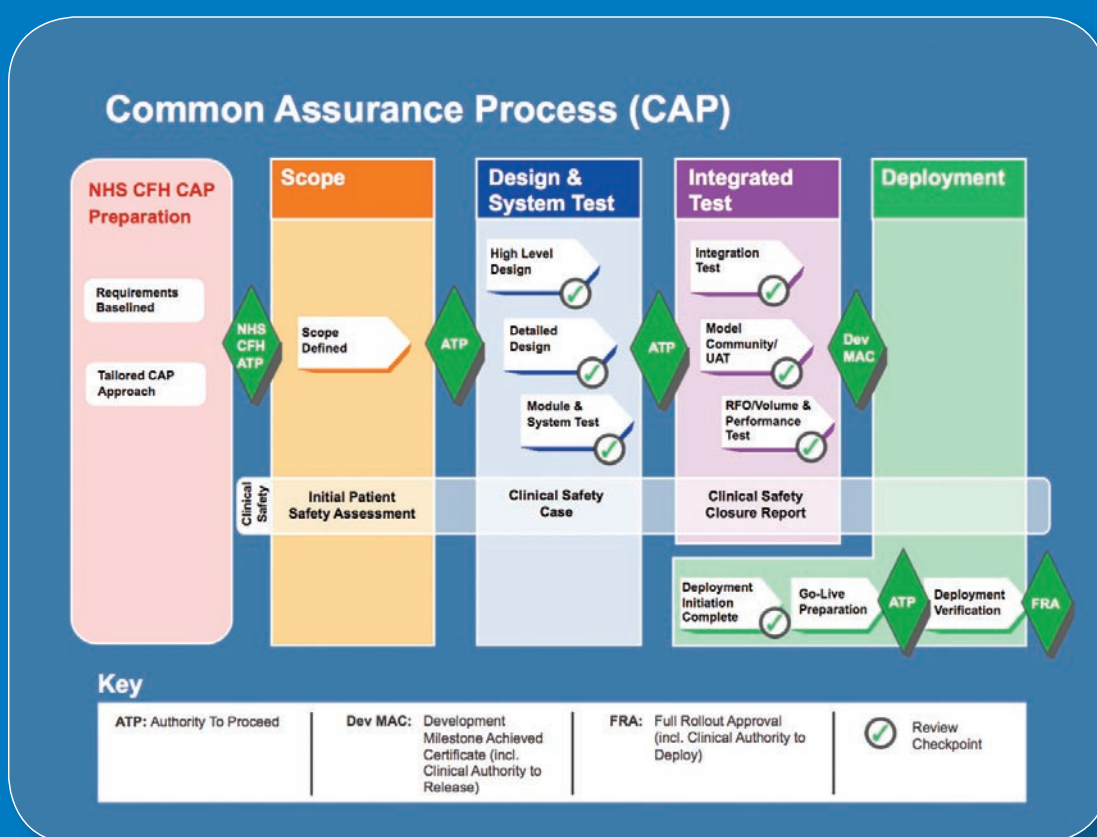 Common Assurance Process (CAP)
NHS CFH CAP
Preparation
Requirements
Baselined
Tailored CAP
Approach
NHS
CFH
ATP
Scope
Scope
Defined
ATP
Design &
System Test
High Level
Design
Detailed
Design
Module &
System Test
ATP
Integrated
Test
Integration
Test
Model
Community/
UAT
RFO/Volume &
Performance
Test
Dev
MAC
Deployment
Clinical
Safety
Initial Patient
Safety Assessment
Clinical Safety
Case
Clinical Safety
Closure Report
Deployment
Initiation
Complete
Go-Live
Preparation
ATP
Deployment
Verification
FRA
Key
ATP: Authority To Proceed
Dev MAC: Development
Milestone Achieved
Certificate (incl.
Clinical Authority to
Release)
FRA: Full Rollout Approval
(incl. Clinical Authority to
Deploy)
Review
Checkpoint